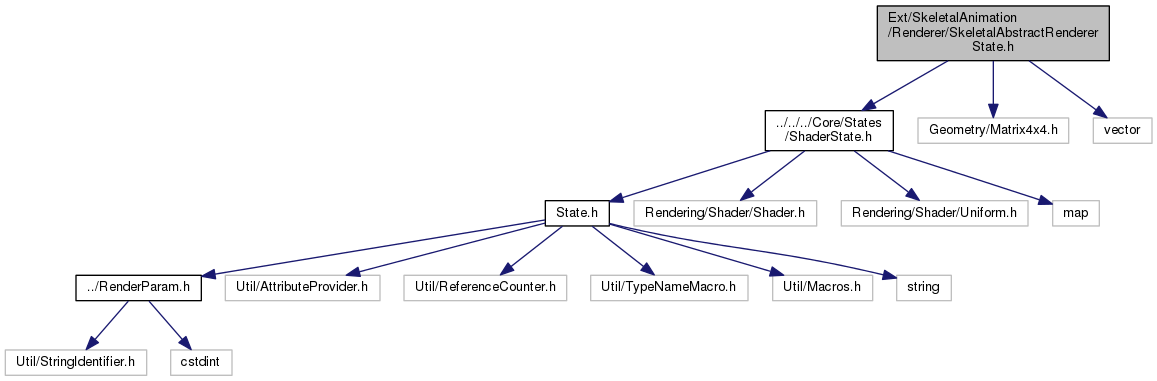 Ext/SkeletalAnimation
/Renderer/SkeletalAbstractRenderer
State.h
../../../Core/States
/ShaderState.h
Geometry/Matrix4x4.h
vector
State.h
Rendering/Shader/Shader.h
Rendering/Shader/Uniform.h
map
../RenderParam.h
Util/AttributeProvider.h
Util/ReferenceCounter.h
Util/TypeNameMacro.h
Util/Macros.h
string
Util/StringIdentifier.h
cstdint